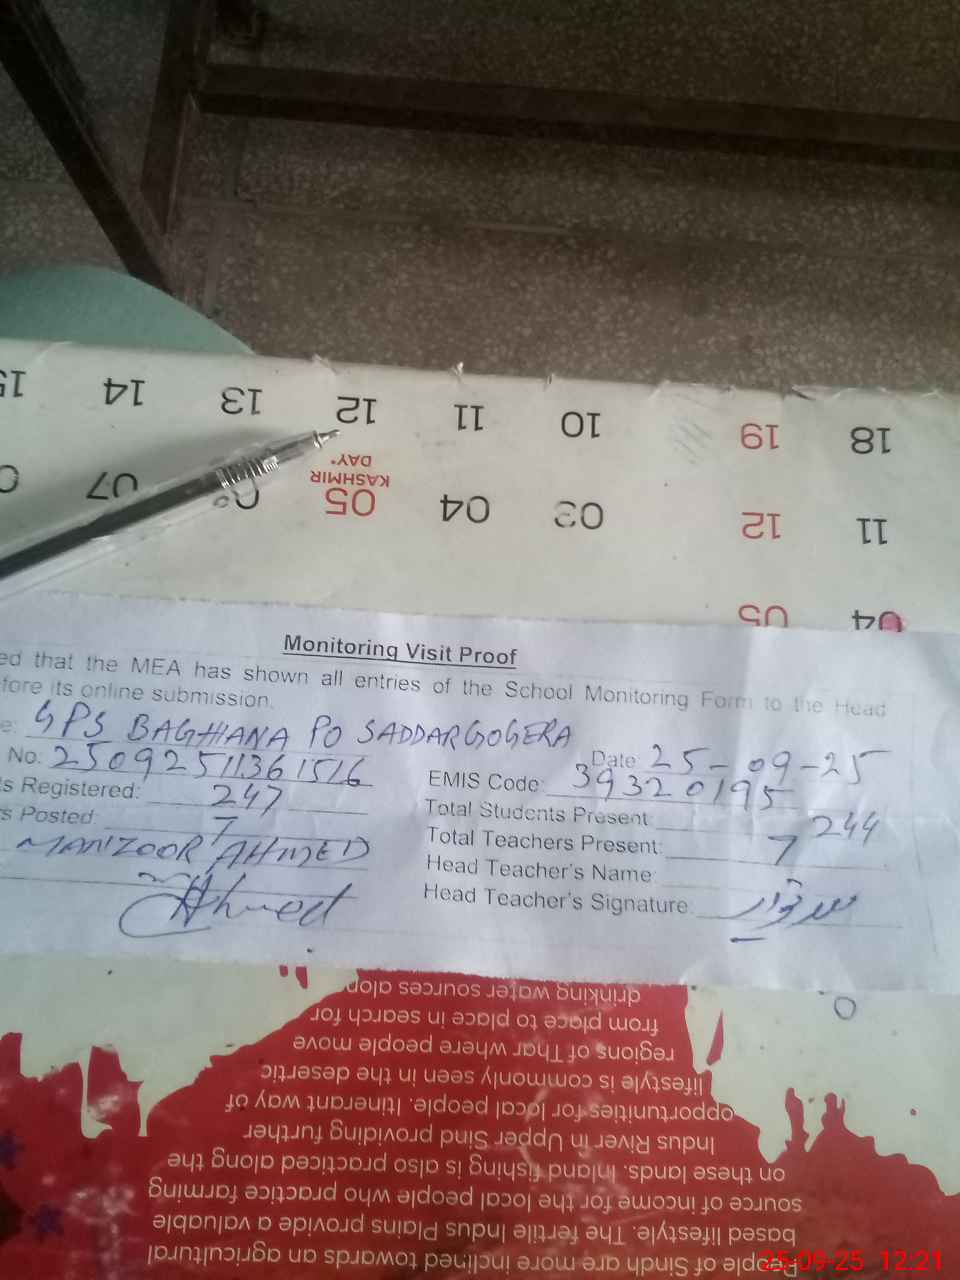 15 14 13 12 11 10 19 18
07 05 04 03 12 11
KASHMIR
DAY*
05 04
Monitoring Visit Proof
ed that the MEA has shown all entries of the School Monitoring Form to the Head
fore its online submission.
e: GPS BAGHIANA PO SADDARGOGERA
Date 25-09-25
No: 2509251136 1516
EMIS Code: 39320195
s Registered: 247
Total Students Present: 244
s Posted: 7
Total Teachers Present: 7
MANZOOR AHMED
Head Teacher's Name:
Ahmed
Head Teacher's Signature:
People of Sindh are more inclined towards an agricultural
based lifestyle. The fertile Indus Plains provide a valuable
source of income for the local people who practice farming
on these lands. Inland fishing is also practiced along the
Indus River in Upper Sind providing further
opportunities for local people. Itinerant way of
lifestyle is commonly seen in the desertic
regions of Thar where people move
from place to place in search for
drinking water sources alon
25-09-25 12:21